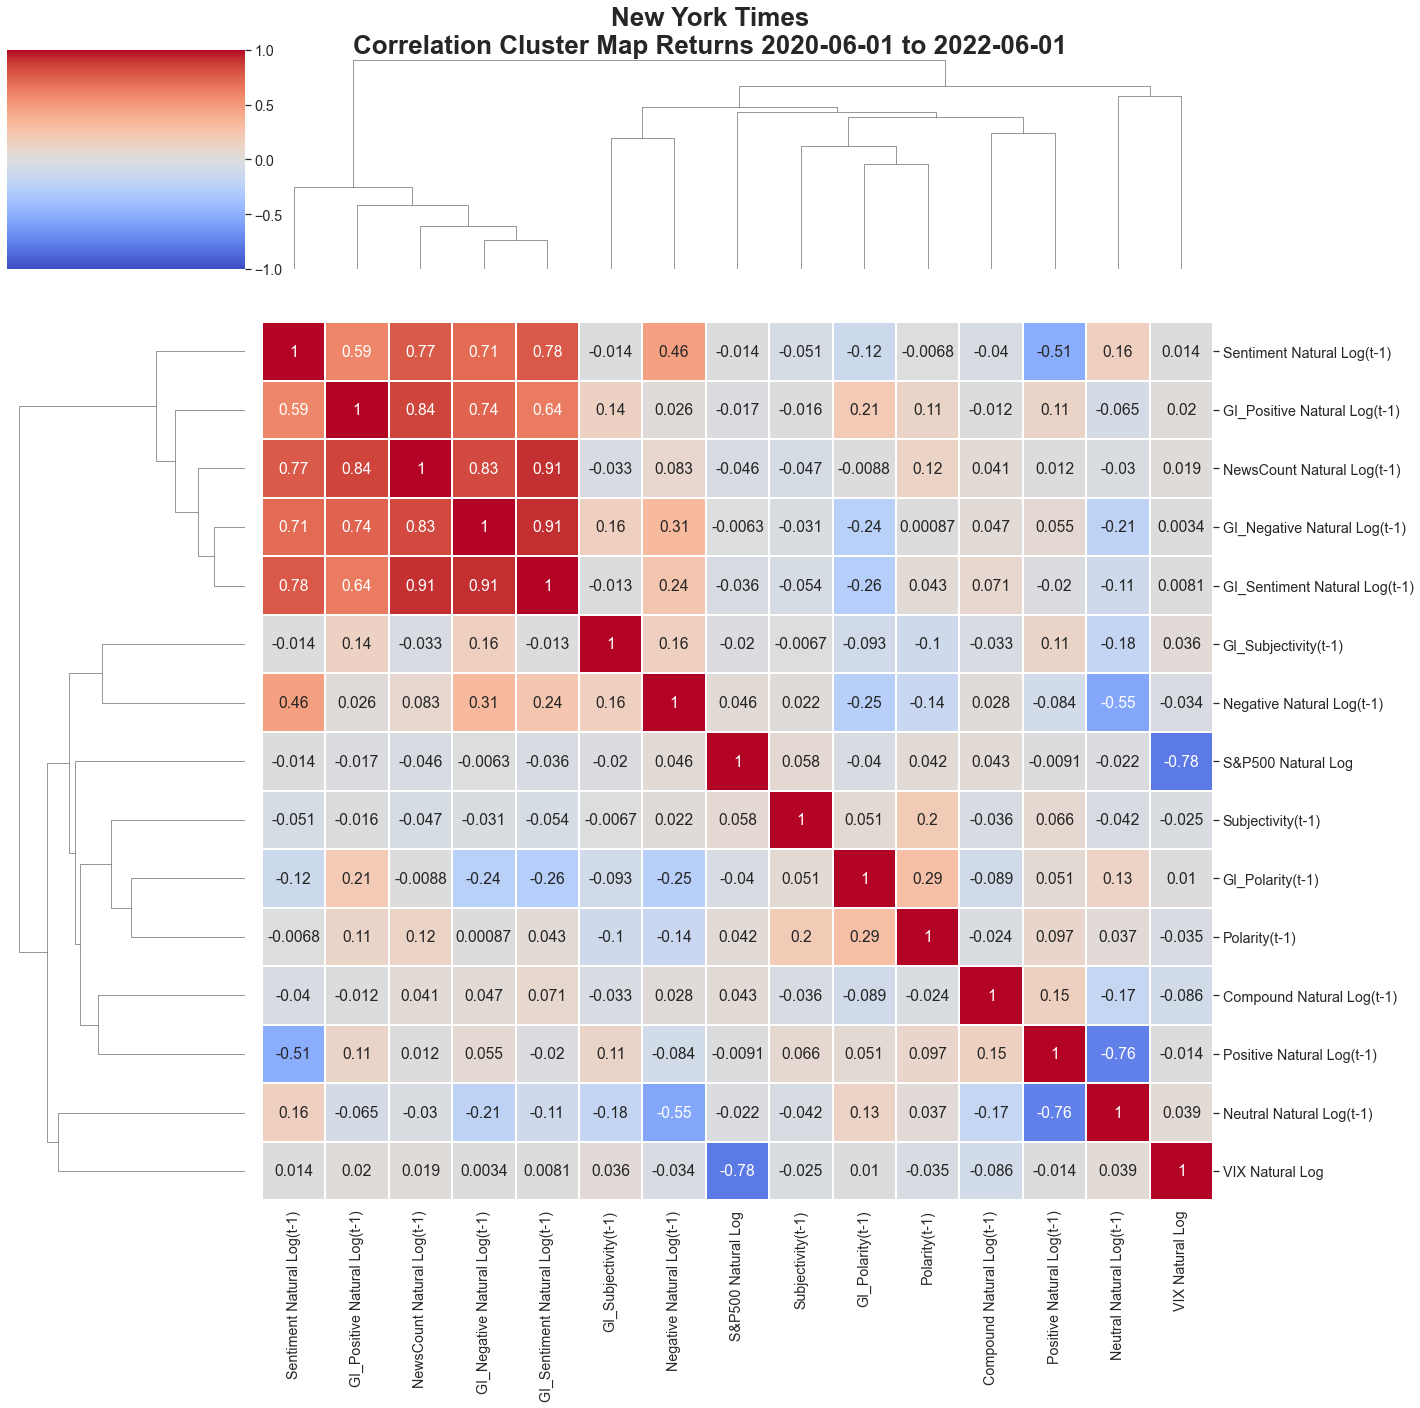 New York Times
Correlation Cluster Map Returns 2020-06-01 to 2022-06-01
1.0
0.5
0.0
−0.5
−1.0
1 0.59 0.77 0.71 0.78 -0.014 0.46 -0.014 -0.051 -0.12 -0.0068 -0.04 -0.51 0.16 0.014 Sentiment Natural Log(t-1)
0.59 1 0.84 0.74 0.64 0.14 0.026 -0.017 -0.016 0.21 0.11 -0.012 0.11 -0.065 0.02 GI_Positive Natural Log(t-1)
0.77 0.84 1 0.83 0.91 -0.033 0.083 -0.046 -0.047 -0.0088 0.12 0.041 0.012 -0.03 0.019 NewsCount Natural Log(t-1)
0.71 0.74 0.83 1 0.91 0.16 0.31 -0.0063 -0.031 -0.24 0.00087 0.047 0.055 -0.21 0.0034 GI_Negative Natural Log(t-1)
0.78 0.64 0.91 0.91 1 -0.013 0.24 -0.036 -0.054 -0.26 0.043 0.071 -0.02 -0.11 0.0081 GI_Sentiment Natural Log(t-1)
-0.014 0.14 -0.033 0.16 -0.013 1 0.16 -0.02 -0.0067 -0.093 -0.1 -0.033 0.11 -0.18 0.036 GI_Subjectivity(t-1)
0.46 0.026 0.083 0.31 0.24 0.16 1 0.046 0.022 -0.25 -0.14 0.028 -0.084 -0.55 -0.034 Negative Natural Log(t-1)
-0.014 -0.017 -0.046 -0.0063 -0.036 -0.02 0.046 1 0.058 -0.04 0.042 0.043 -0.0091 -0.022 -0.78 S&P500 Natural Log
-0.051 -0.016 -0.047 -0.031 -0.054 -0.0067 0.022 0.058 1 0.051 0.2 -0.036 0.066 -0.042 -0.025 Subjectivity(t-1)
-0.12 0.21 -0.0088 -0.24 -0.26 -0.093 -0.25 -0.04 0.051 1 0.29 -0.089 0.051 0.13 0.01 GI_Polarity(t-1)
-0.0068 0.11 0.12 0.00087 0.043 -0.1 -0.14 0.042 0.2 0.29 1 -0.024 0.097 0.037 -0.035 Polarity(t-1)
-0.04 -0.012 0.041 0.047 0.071 -0.033 0.028 0.043 -0.036 -0.089 -0.024 1 0.15 -0.17 -0.086 Compound Natural Log(t-1)
-0.51 0.11 0.012 0.055 -0.02 0.11 -0.084 -0.0091 0.066 0.051 0.097 0.15 1 -0.76 -0.014 Positive Natural Log(t-1)
0.16 -0.065 -0.03 -0.21 -0.11 -0.18 -0.55 -0.022 -0.042 0.13 0.037 -0.17 -0.76 1 0.039 Neutral Natural Log(t-1)
0.014 0.02 0.019 0.0034 0.0081 0.036 -0.034 -0.78 -0.025 0.01 -0.035 -0.086 -0.014 0.039 1 VIX Natural Log
Sentiment Natural Log(t-1)
GI_Positive Natural Log(t-1)
NewsCount Natural Log(t-1)
GI_Negative Natural Log(t-1)
GI_Sentiment Natural Log(t-1)
GI_Subjectivity(t-1)
Negative Natural Log(t-1)
S&P500 Natural Log
Subjectivity(t-1)
GI_Polarity(t-1)
Polarity(t-1)
Compound Natural Log(t-1)
Positive Natural Log(t-1)
Neutral Natural Log(t-1)
VIX Natural Log